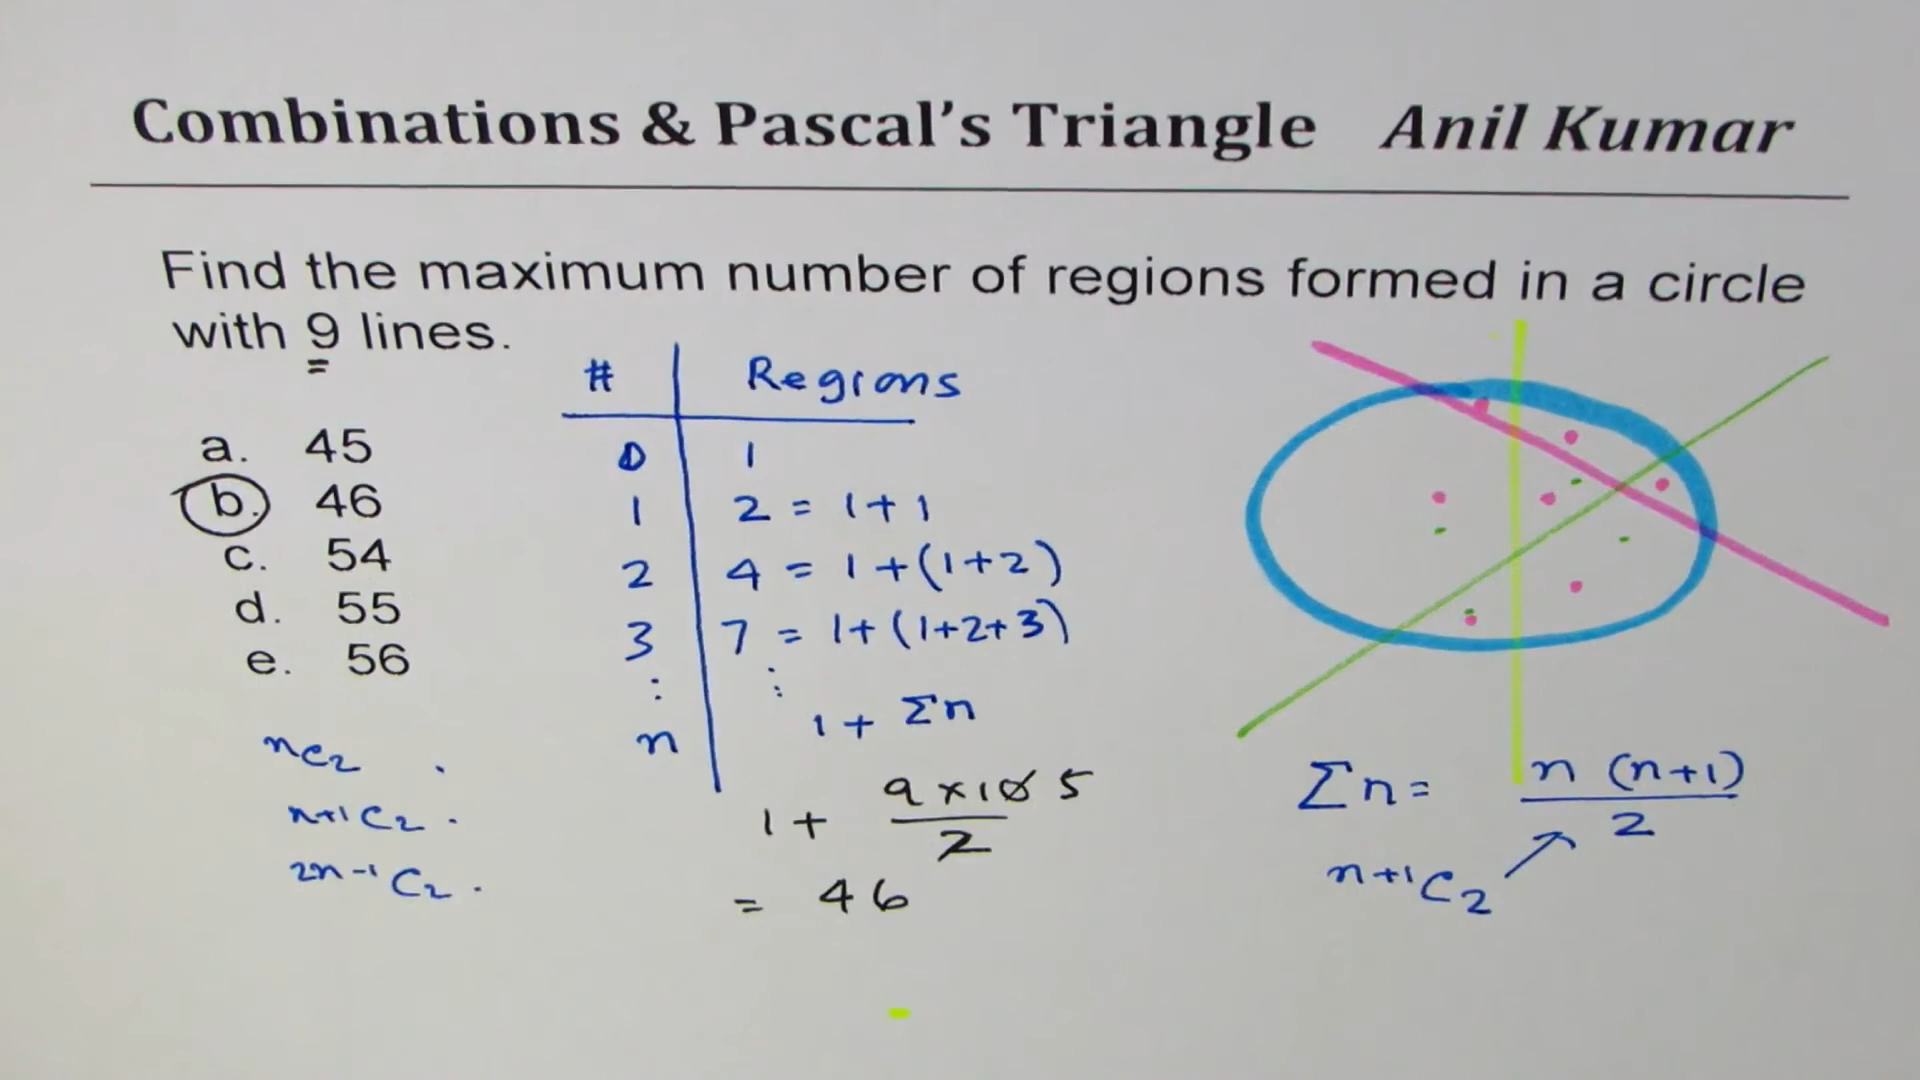 Combinations & Pascal's Triangle Anil Kumar
Find the maximum number of regions formed in a circle
with 9 lines.
a. 45
b. 46
c. 54
d. 55
e. 56
# Regions
0 1
1 2 = 1+1
2 4 = 1+(1+2)
3 7 = 1+(1+2+3)
⋮ ⋮
n 1 + Σn
1 + 9×10 5
2
= 46
nC2
n+1C2
2n-1C2
Σn = n(n+1)
2
n+1C2